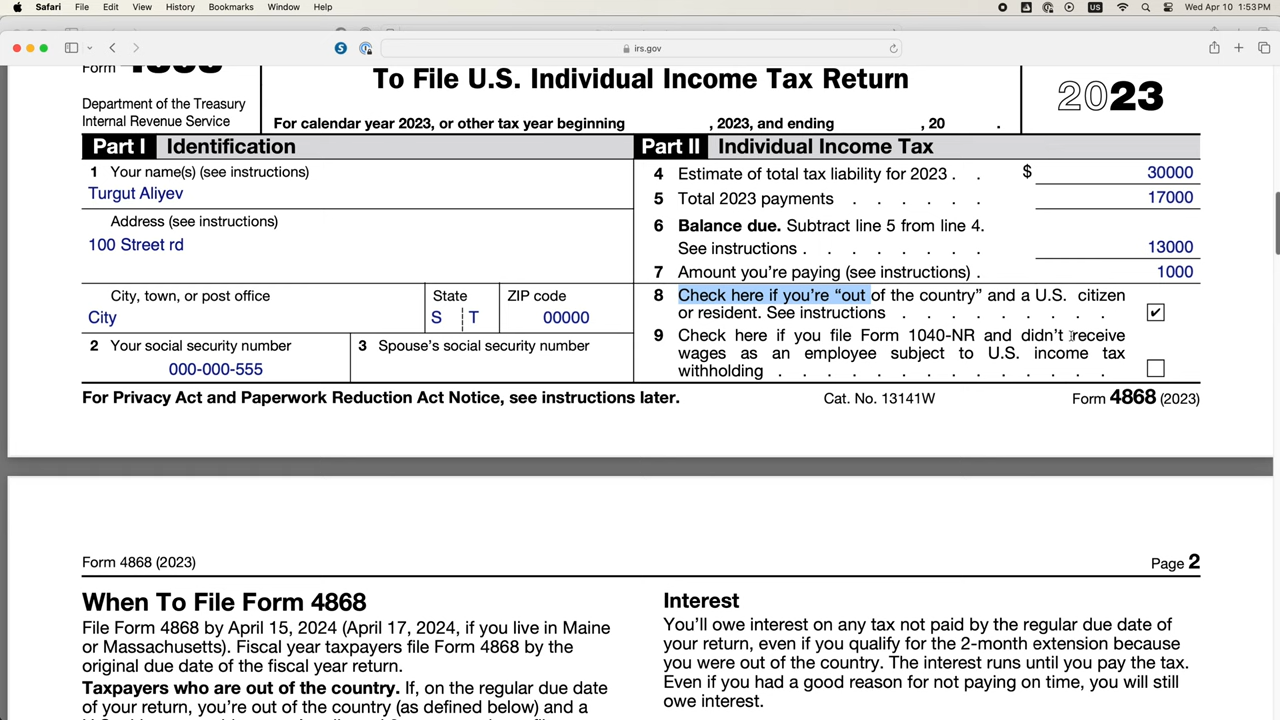 Safari File Edit View History Bookmarks Window Help US Wed Apr 10 1:53 PM
irs.gov
Form 4868
To File U.S. Individual Income Tax Return
2023
Department of the Treasury
Internal Revenue Service
For calendar year 2023, or other tax year beginning , 2023, and ending , 20 .
Part I Identification
1 Your name(s) (see instructions)
Turgut Aliyev
Address (see instructions)
100 Street rd
City, town, or post office State ZIP code
City S T 00000
2 Your social security number 3 Spouse's social security number
000-000-555
Part II Individual Income Tax
4 Estimate of total tax liability for 2023 . . $ 30000
5 Total 2023 payments . . . . . . 17000
6 Balance due. Subtract line 5 from line 4.
See instructions . . . . . . . . 13000
7 Amount you're paying (see instructions) . 1000
8 Check here if you're “out of the country” and a U.S. citizen
or resident. See instructions . . . . . . . . . ✔
9 Check here if you file Form 1040-NR and didn't receive
wages as an employee subject to U.S. income tax
withholding . . . . . . . . . . . . . .
For Privacy Act and Paperwork Reduction Act Notice, see instructions later. Cat. No. 13141W Form 4868 (2023)
Form 4868 (2023) Page 2
When To File Form 4868
File Form 4868 by April 15, 2024 (April 17, 2024, if you live in Maine
or Massachusetts). Fiscal year taxpayers file Form 4868 by the
original due date of the fiscal year return.
Taxpayers who are out of the country. If, on the regular due date
of your return, you're out of the country (as defined below) and a
Interest
You'll owe interest on any tax not paid by the regular due date of
your return, even if you qualify for the 2-month extension because
you were out of the country. The interest runs until you pay the tax.
Even if you had a good reason for not paying on time, you will still
owe interest.